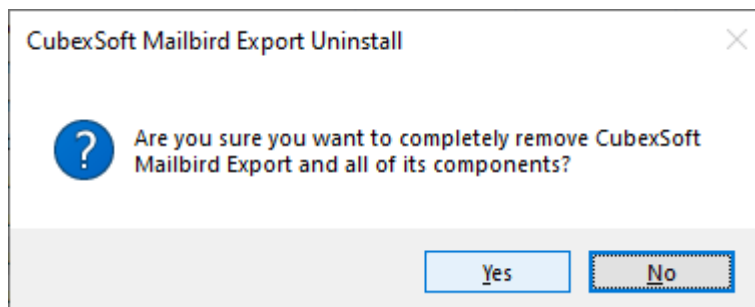 CubexSoft Mailbird Export Uninstall
Are you sure you want to completely remove CubexSoft
Mailbird Export and all of its components?
Yes
No